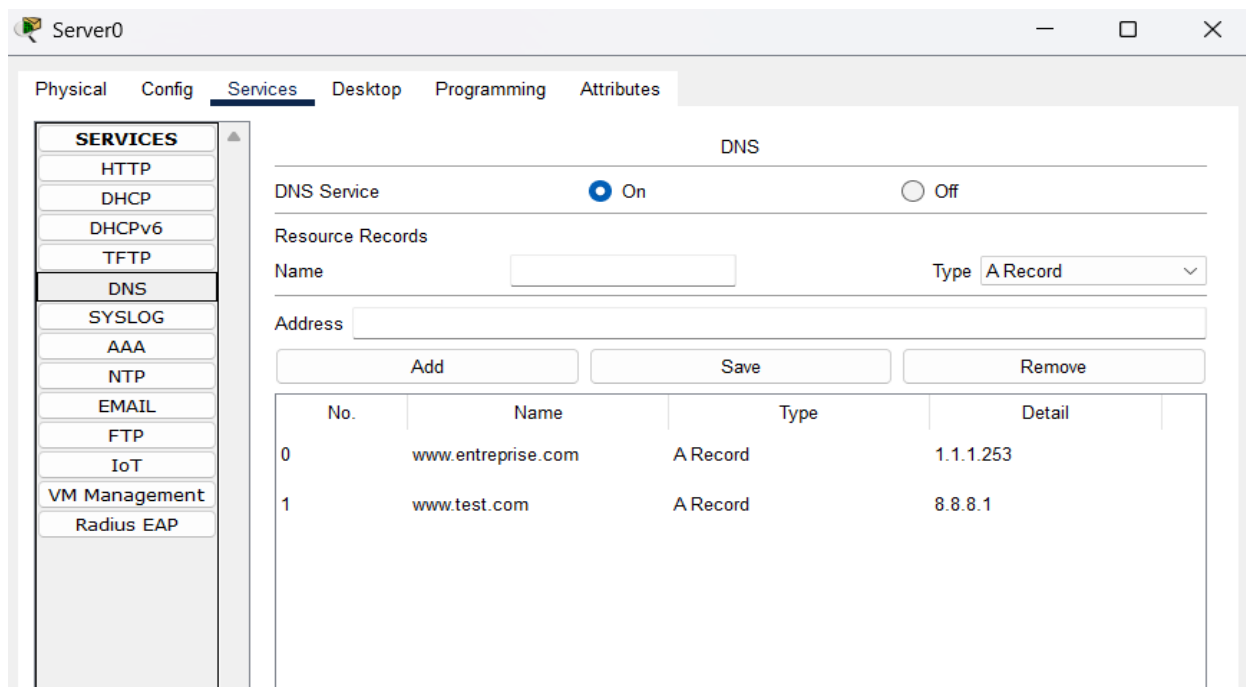 Server0
Physical Config Services Desktop Programming Attributes
SERVICES
HTTP
DHCP
DHCPv6
TFTP
DNS
SYSLOG
AAA
NTP
EMAIL
FTP
IoT
VM Management
Radius EAP
DNS
DNS Service On Off
Resource Records
Name Type A Record
Address
Add Save Remove
No. Name Type Detail
0 www.entreprise.com A Record 1.1.1.253
1 www.test.com A Record 8.8.8.1